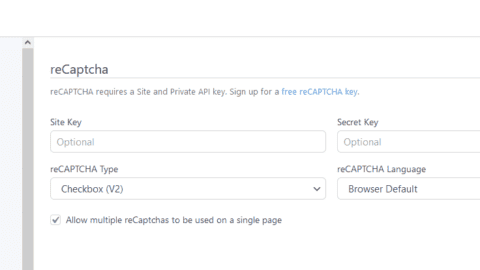 reCaptcha
reCAPTCHA requires a Site and Private API key. Sign up for a free reCAPTCHA key.
Site Key
Secret Key
Optional
Optional
reCAPTCHA Type
reCAPTCHA Language
Checkbox (V2)
Browser Default
Allow multiple reCaptchas to be used on a single page